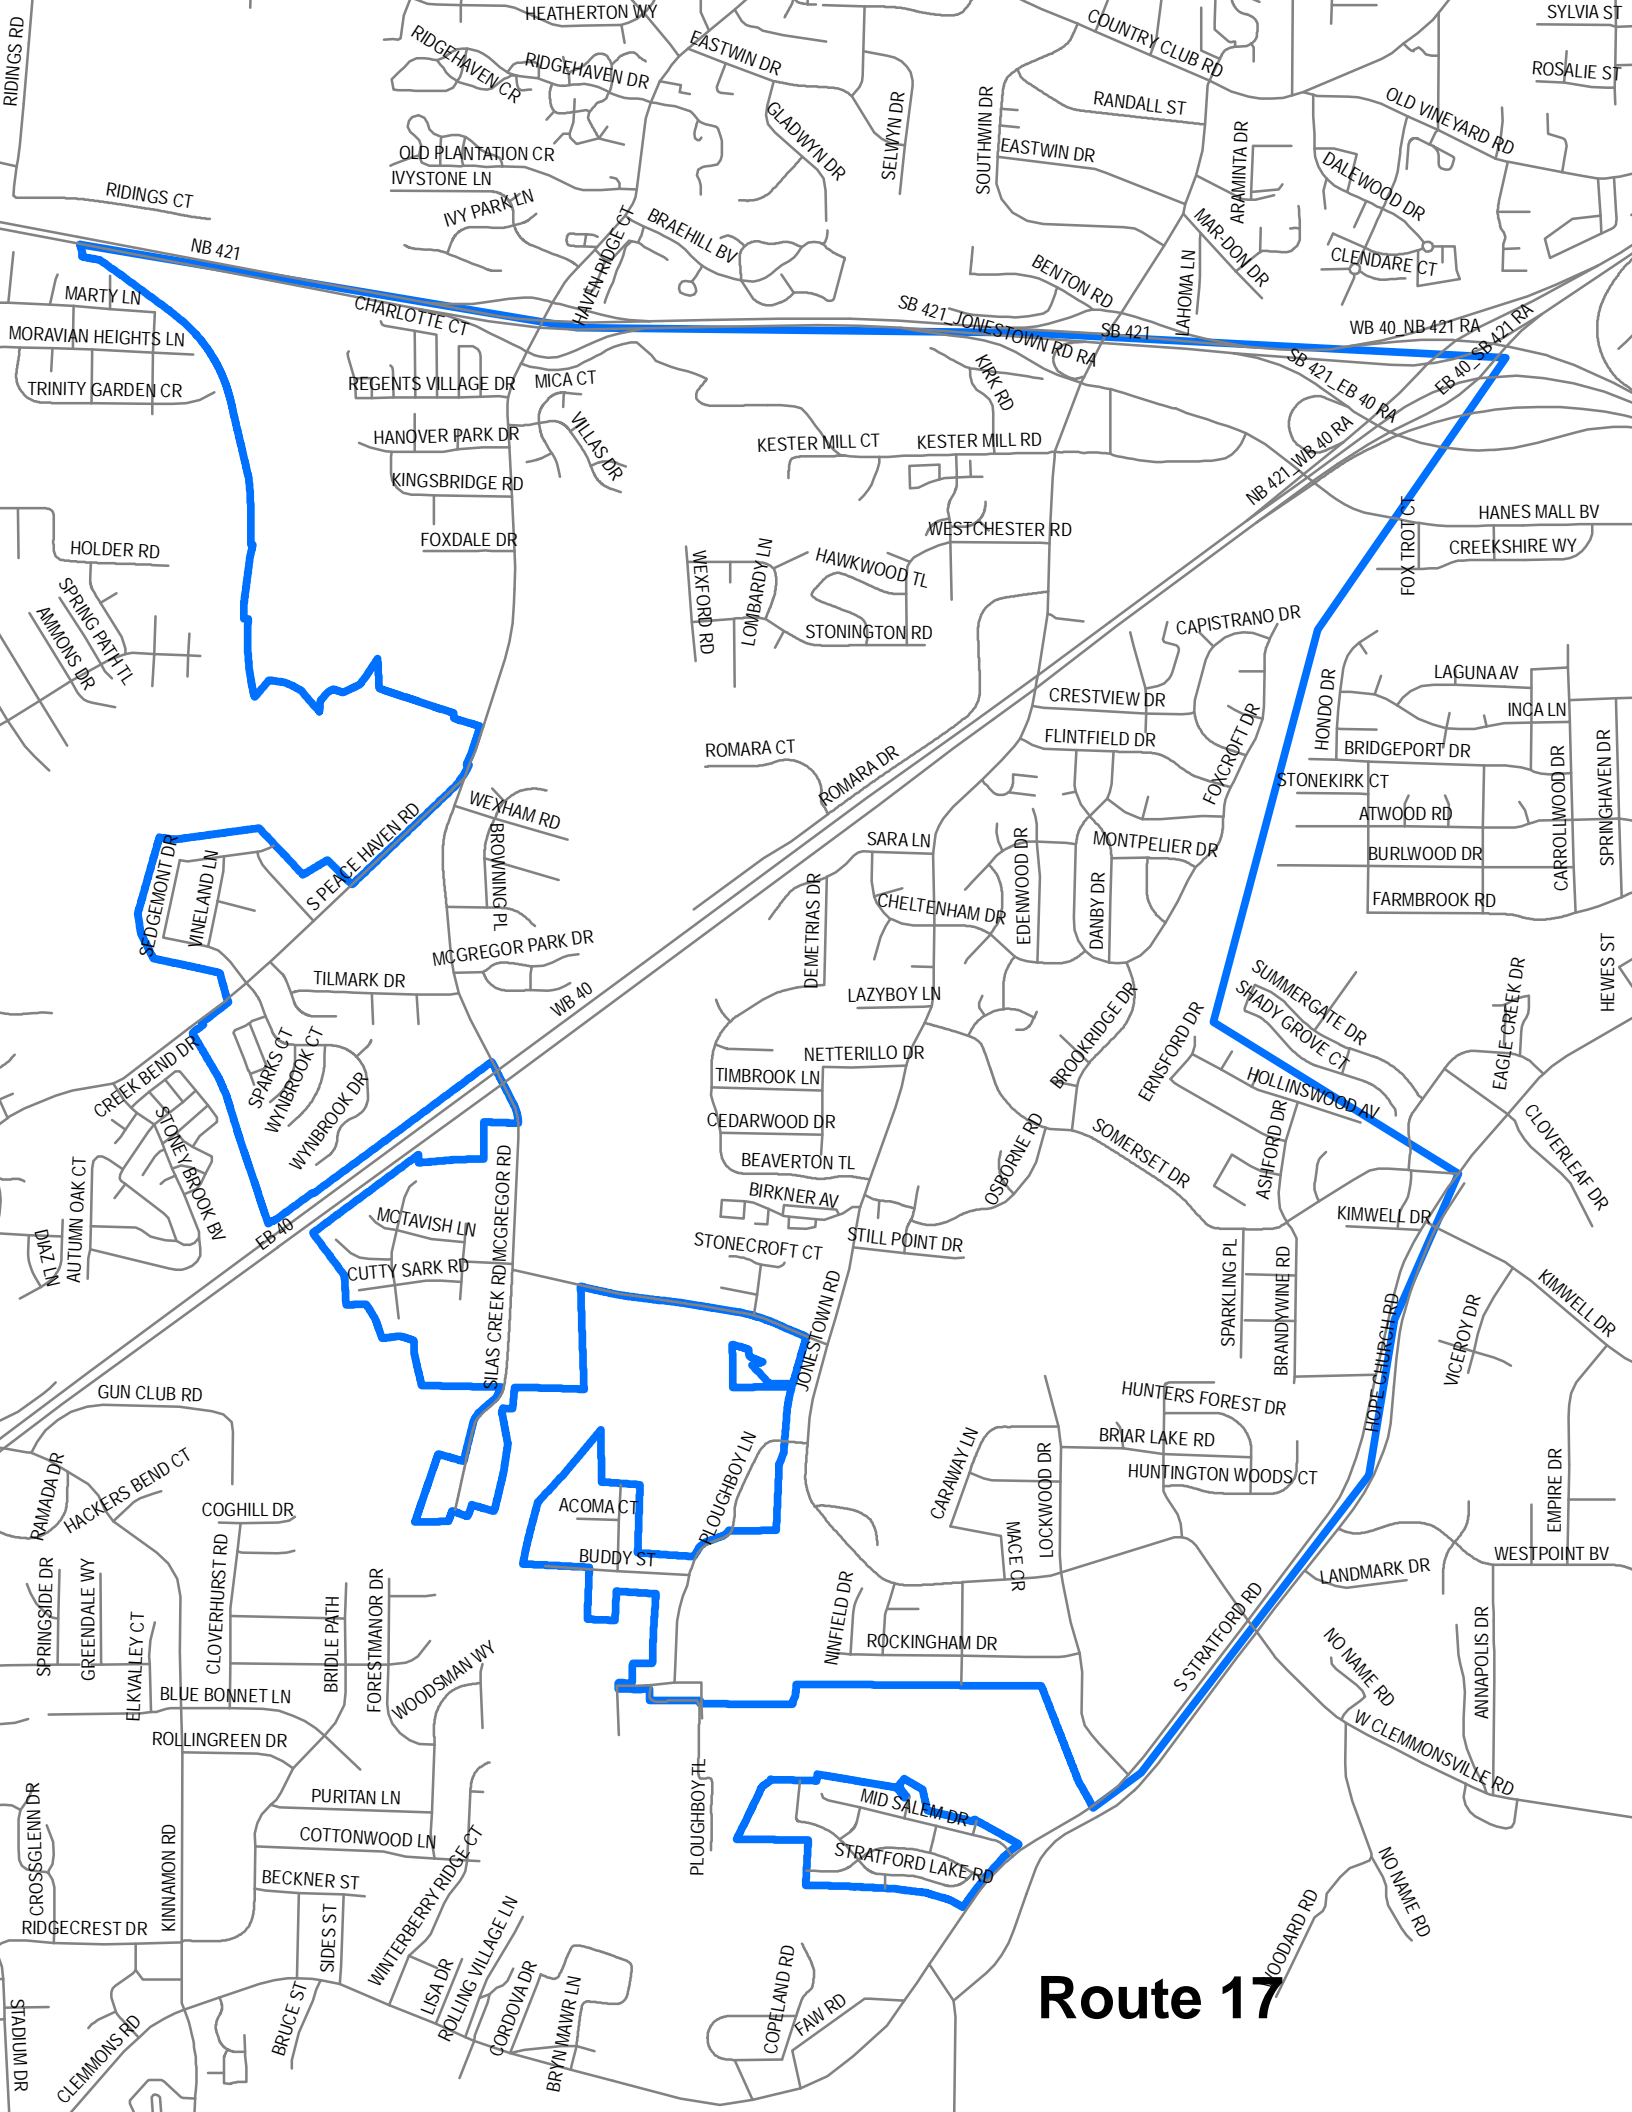 HEATHERTON WY
COUNTRY CLUB RD
SYLVIA ST
RIDINGS RD
RIDGEHAVEN CR
RIDGEHAVEN DR
EASTWIN DR
ROSALIE ST
SELWYN DR
SOUTHWIN DR
RANDALL ST
OLD VINEYARD RD
GLADWYN DR
ARAMINTA DR
OLD PLANTATION CR
EASTWIN DR
IVYSTONE LN
DALEWOOD DR
RIDINGS CT
IVY PARK LN
HAVEN RIDGE CT
BRAEHILL BV
MAR-DON DR
NB 421
BENTON RD
LAHOMA LN
CLENDARE CT
MARTY LN
CHARLOTTE CT
SB 421_JONESTOWN RD RA
SB 421
WB 40_NB 421 RA
EB 40_SB 421 RA
MORAVIAN HEIGHTS LN
SB 421_EB 40 RA
TRINITY GARDEN CR
REGENTS VILLAGE DR
MICA CT
KIRK RD
HANOVER PARK DR
VILLAS DR
KESTER MILL CT
KESTER MILL RD
NB 421_WB 40 RA
KINGSBRIDGE RD
HANES MALL BV
FOXDALE DR
WESTCHESTER RD
FOX TROT CT
CREEKSHIRE WY
HOLDER RD
WEXFORD RD
LOMBARDY LN
HAWKWOOD TL
SPRING PATH TL
AMMONS DR
STONINGTON RD
CAPISTRANO DR
LAGUNA AV
CRESTVIEW DR
HONDO DR
INCA LN
ROMARA CT
ROMARA DR
FLINTFIELD DR
FOXCROFT DR
BRIDGEPORT DR
CARROLLWOOD DR
SPRINGHAVEN DR
STONEKIRK CT
WEXHAM RD
ATWOOD RD
S PEACE HAVEN RD
BROWNING PL
SARA LN
EDENWOOD DR
MONTPELIER DR
BURLWOOD DR
SEDGEMONT DR
VINELAND LN
DEMETRIAS DR
CHELTENHAM DR
DANBY DR
FARMBROOK RD
MCGREGOR PARK DR
HEWES ST
TILMARK DR
WB 40
LAZYBOY LN
BROOKRIDGE DR
ERNSFORD DR
SUMMERGATE DR
SHADY GROVE CT
EAGLE CREEK DR
CREEK BEND DR
SPARKS CT
WYNBROOK CT
WYNBROOK DR
NETTERILLO DR
TIMBROOK LN
HOLLINSWOOD AV
STONEY BROOK BV
CEDARWOOD DR
OSBORNE RD
SOMERSET DR
ASHFORD DR
CLOVERLEAF DR
AUTUMN OAK CT
DIAZ LN
EB 40
BEAVERTON TL
BIRKNER AV
MCTAVISH LN
SILAS CREEK RD/MCGREGOR RD
STONECROFT CT
STILL POINT DR
KIMWELL DR
CUTTY SARK RD
JONESTOWN RD
SPARKLING PL
BRANDYWINE RD
HOPE CHURCH RD
VICEROY DR
KIMWELL DR
GUN CLUB RD
HUNTERS FOREST DR
RAMADA DR
HACKERS BEND CT
PLOUGHBOY LN
CARAWAY LN
BRIAR LAKE RD
HUNTINGTON WOODS CT
COGHILL DR
ACOMA CT
LOCKWOOD DR
MACE CR
EMPIRE DR
SPRINGSIDE DR
GREENDALE WY
CLOVERHURST RD
BUDDY ST
WESTPOINT BV
LANDMARK DR
ELKVALLEY CT
BRIDLE PATH
FORESTMANOR DR
NINFIELD DR
ROCKINGHAM DR
S STRATFORD RD
NO NAME RD
ANNAPOLIS DR
WOODSMAN WY
BLUE BONNET LN
ROLLINGREEN DR
W CLEMMONSVILLE RD
PURITAN LN
PLOUGHBOY TL
MID SALEM DR
CROSSGLENN DR
KINNAMON RD
COTTONWOOD LN
STRATFORD LAKE RD
BECKNER ST
WINTERBERRY RIDGE CT
NO NAME RD
RIDGECREST DR
SIDES ST
ROLLING VILLAGE LN
WOODARD RD
LISA DR
CORDOVA DR
COPELAND RD
Route 17
STADIUM DR
CLEMMONS RD
BRUCE ST
BRYN MAWR LN
FAW RD